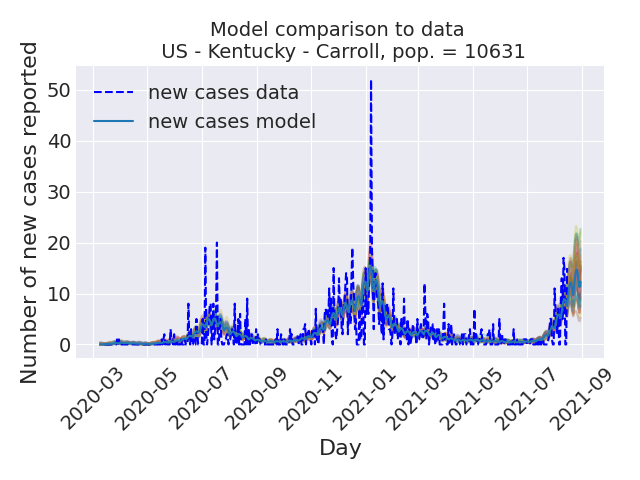 Model comparison to data
US - Kentucky - Carroll, pop. = 10631
new cases data
new cases model
Number of new cases reported
50
40
30
20
10
0
2020-03
2020-05
2020-07
2020-09
2020-11
2021-01
2021-03
2021-05
2021-07
2021-09
Day